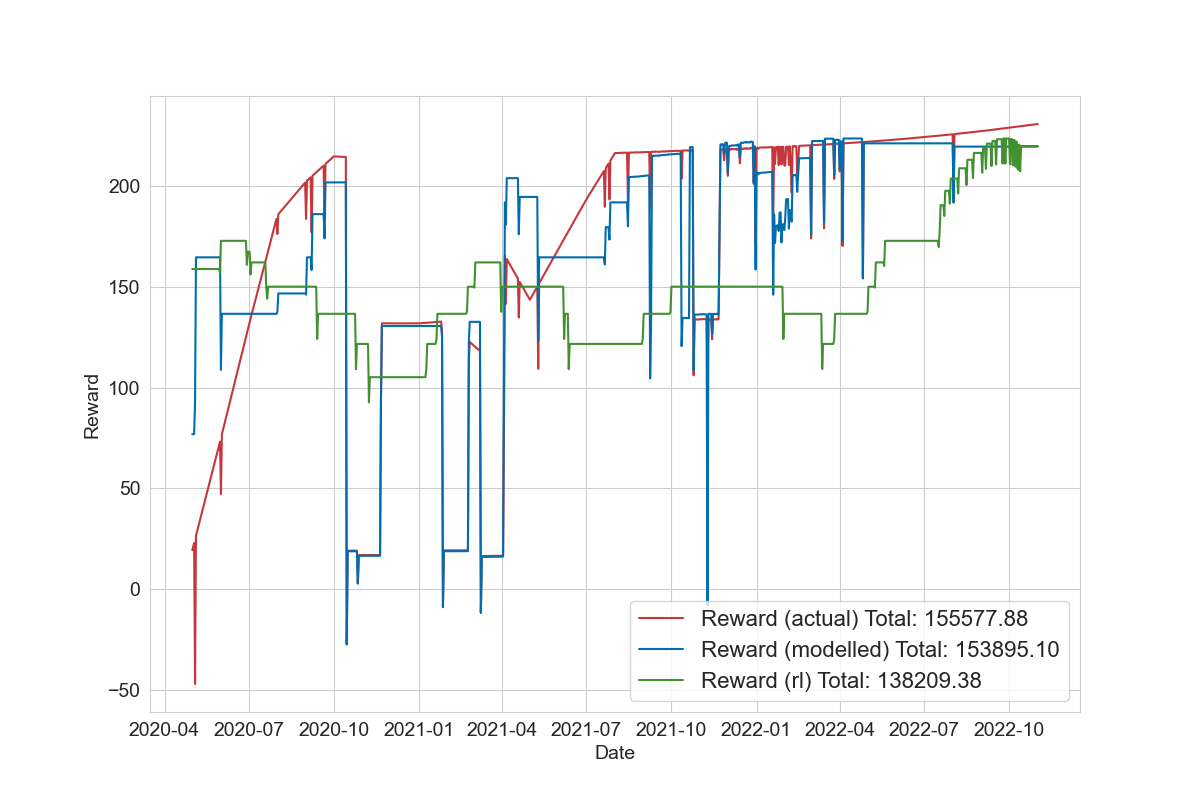 200
150
100
50
0
−50
Reward
2020-04 2020-07 2020-10 2021-01 2021-04 2021-07 2021-10 2022-01 2022-04 2022-07 2022-10
Date
Reward (actual) Total: 155577.88
Reward (modelled) Total: 153895.10
Reward (rl) Total: 138209.38